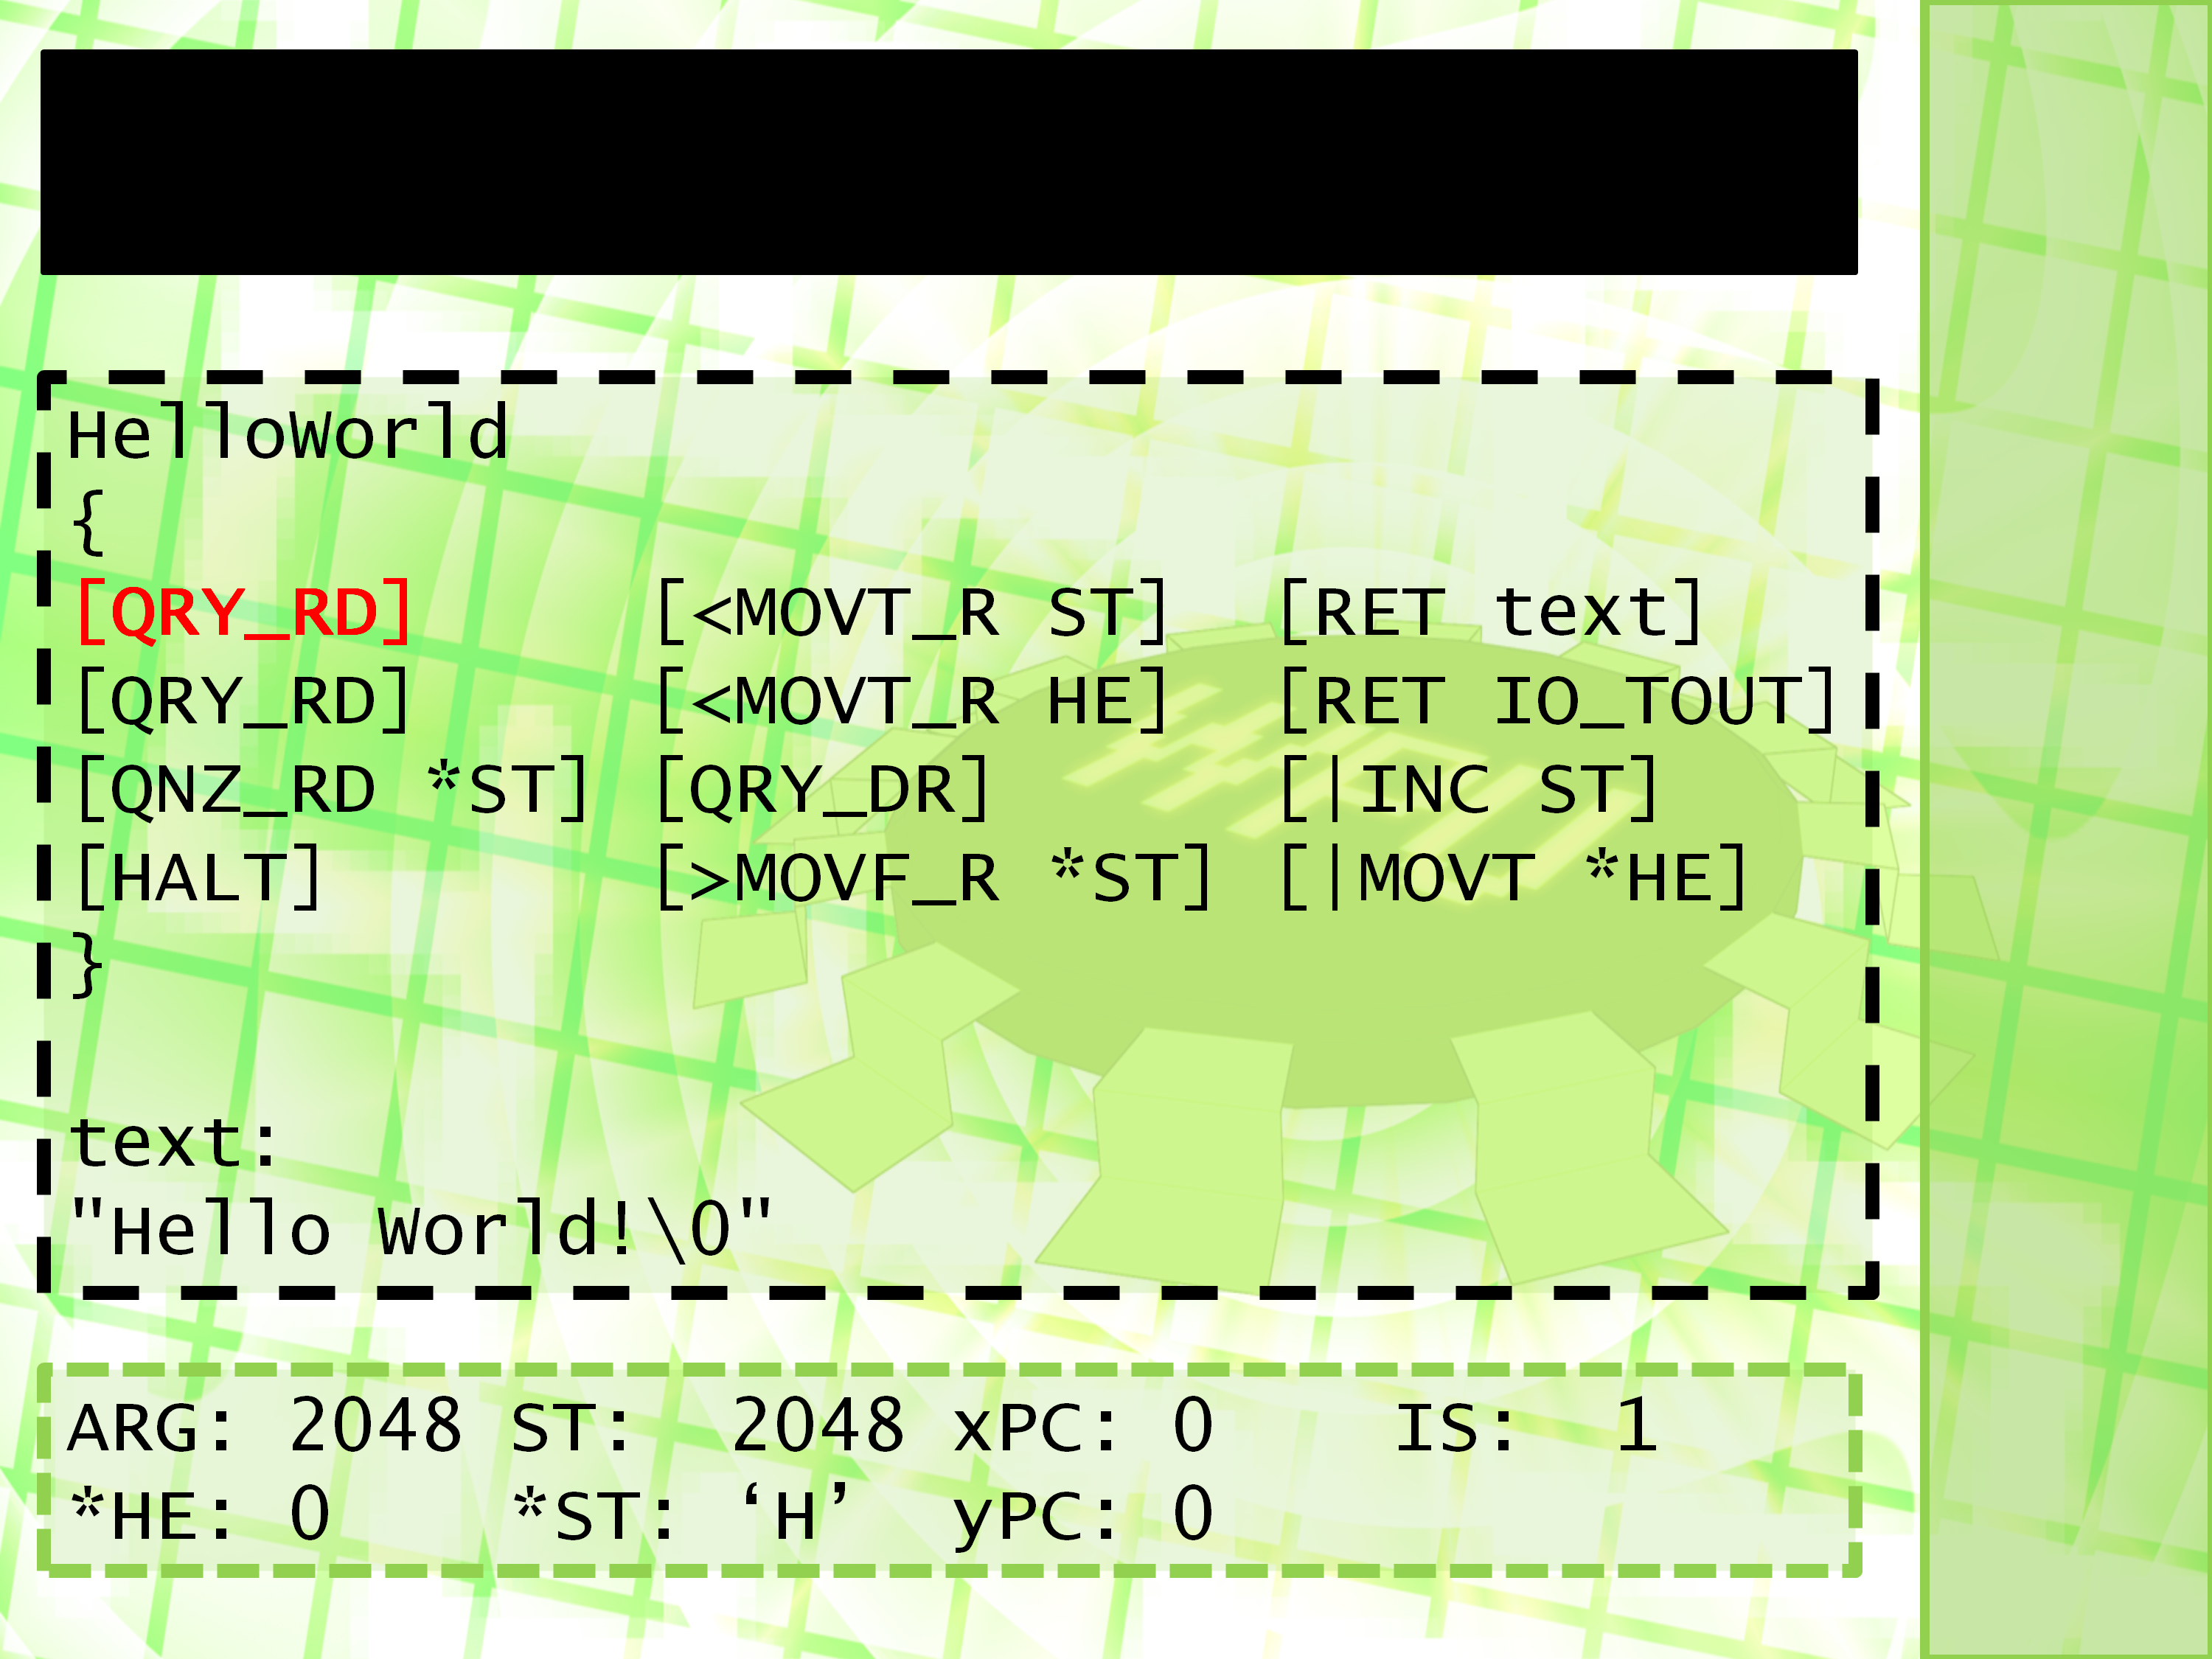 HelloWorld
{
[QRY_RD] [<MOVT_R ST] [RET text]
[QRY_RD] [<MOVT_R HE] [RET IO_TOUT]
[QNZ_RD *ST] [QRY_DR] [|INC ST]
[HALT] [>MOVF_R *ST] [|MOVT *HE]
}
text:
"Hello World!\0"
ARG: 2048 ST: 2048 xPC: 0 IS: 1
*HE: 0 *ST: ‘H’ yPC: 0